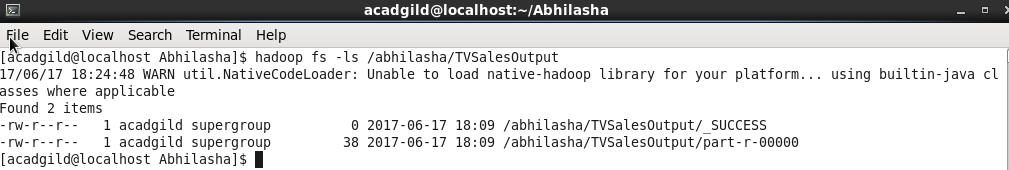 acadgild@localhost:~/Abhilasha
File Edit View Search Terminal Help
[acadgild@localhost Abhilasha]$ hadoop fs -ls /abhilasha/TVSalesOutput
17/06/17 18:24:48 WARN util.NativeCodeLoader: Unable to load native-hadoop library for your platform... using builtin-java cl
asses where applicable
Found 2 items
-rw-r--r--   1 acadgild supergroup          0 2017-06-17 18:09 /abhilasha/TVSalesOutput/_SUCCESS
-rw-r--r--   1 acadgild supergroup         38 2017-06-17 18:09 /abhilasha/TVSalesOutput/part-r-00000
[acadgild@localhost Abhilasha]$